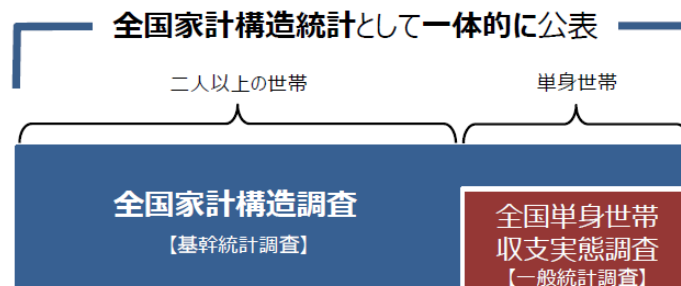 全国家計構造統計として一体的に公表
二人以上の世帯
単身世帯
全国家計構造調査
【基幹統計調査】
全国単身世帯
収支実態調査
【一般統計調査】